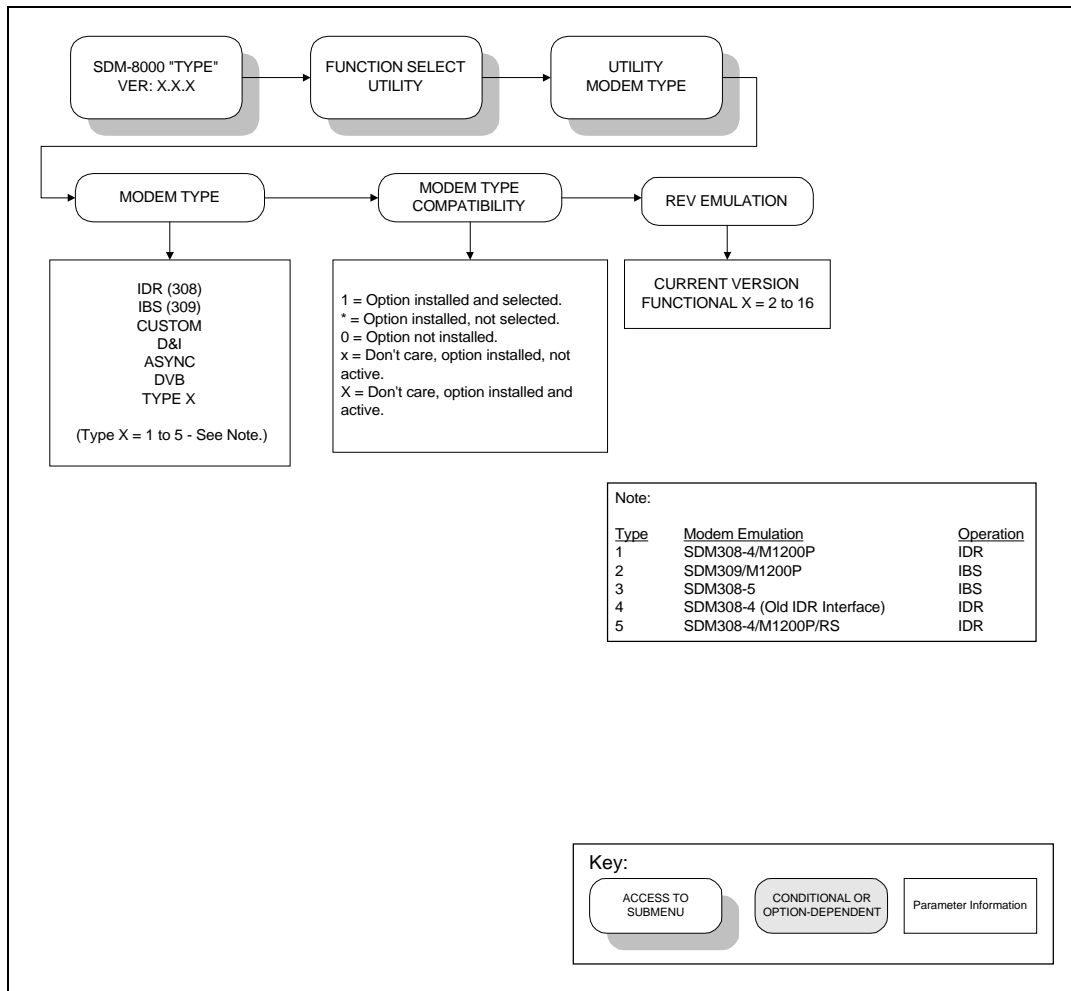 SDM-8000 "TYPE"
VER: X.X.X
FUNCTION SELECT
UTILITY
UTILITY
MODEM TYPE
MODEM TYPE
MODEM TYPE
COMPATIBILITY
REV EMULATION
IDR (308)
IBS (309)
CUSTOM
D&I
ASYNC
DVB
TYPE X
(Type X = 1 to 5 - See Note.)
1 = Option installed and selected.
* = Option installed, not selected.
0 = Option not installed.
x = Don't care, option installed, not
active.
X = Don't care, option installed and
active.
CURRENT VERSION
FUNCTIONAL X = 2 to 16
Note:
Type Modem Emulation Operation
1 SDM308-4/M1200P IDR
2 SDM309/M1200P IBS
3 SDM308-5 IBS
4 SDM308-4 (Old IDR Interface) IDR
5 SDM308-4/M1200P/RS IDR
Key:
ACCESS TO
SUBMENU
CONDITIONAL OR
OPTION-DEPENDENT
Parameter Information